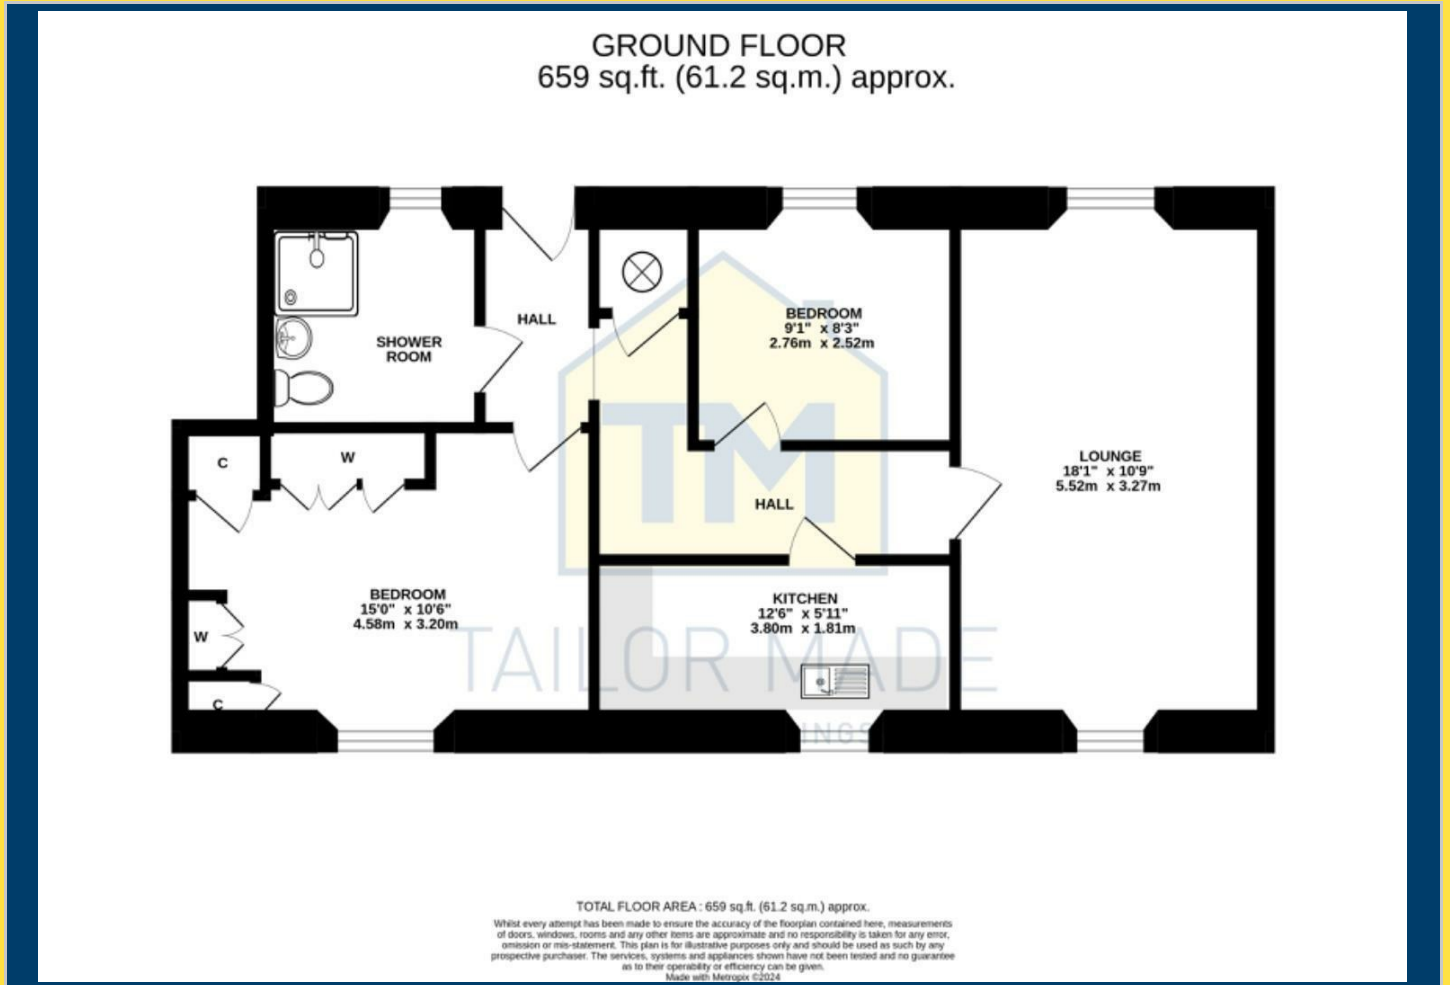 GROUND FLOOR
659 sq.ft. (61.2 sq.m.) approx.
HALL
SHOWER
ROOM
BEDROOM
9'1" x 8'3"
2.76m x 2.52m
C
W
LOUNGE
18'1" x 10'9"
5.52m x 3.27m
HALL
BEDROOM
15'0" x 10'6"
4.58m x 3.20m
KITCHEN
12'6" x 5'11"
3.80m x 1.81m
W
C
TM
TAILOR MADE
INGS
TOTAL FLOOR AREA : 659 sq.ft. (61.2 sq.m.) approx.
Whilst every attempt has been made to ensure the accuracy of the floorplan contained here, measurements
of doors, windows, rooms and any other items are approximate and no responsibility is taken for any error,
omission or mis-statement. This plan is for illustrative purposes only and should be used as such by any
prospective purchaser. The services, systems and appliances shown have not been tested and no guarantee
as to their operability or efficiency can be given.
Made with Metropix ©2024